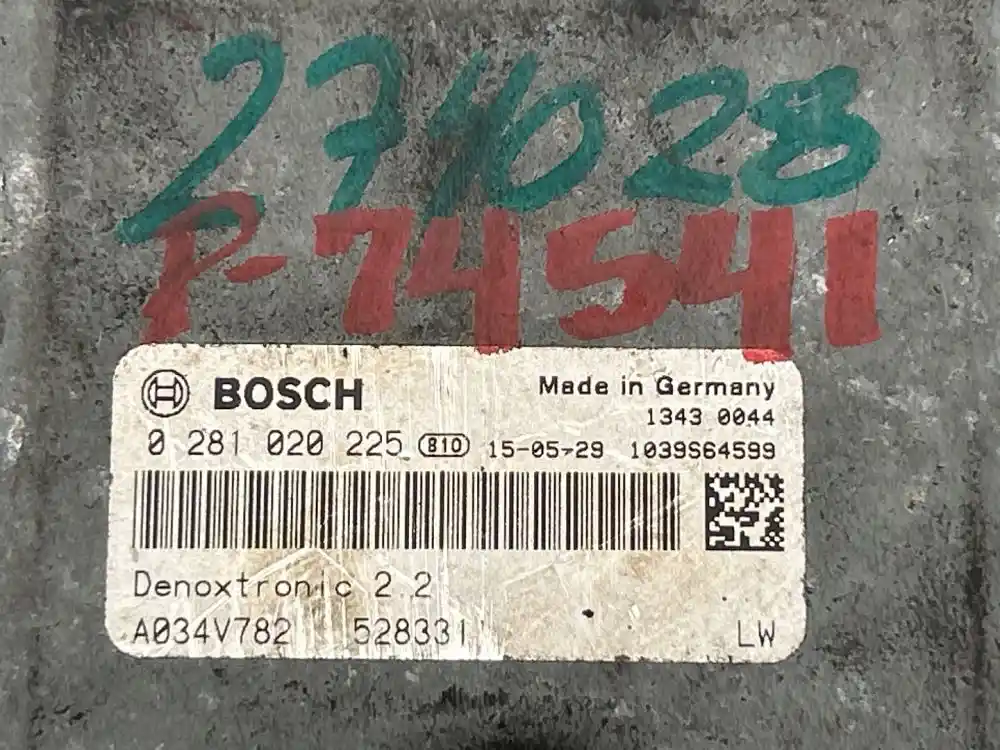 274028
P-74541
BOSCH Made in Germany
1343 0044
0 281 020 225 810 15-05-29 1039S64599
Denoxtronic 2.2
A034V782 528331 LW